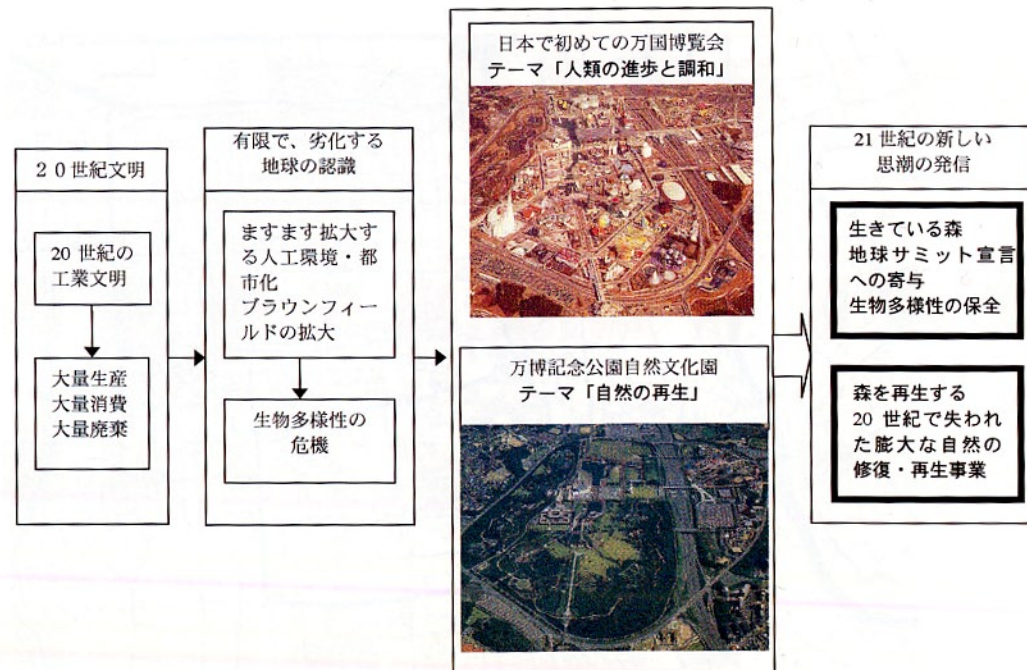 20世紀文明
20 世紀の
工業文明
大量生産
大量消費
大量廃棄
有限で、劣化する
地球の認識
ますます拡大す
る人工環境・都
市化
ブラウンフィー
ルドの拡大
生物多様性の
危機
日本で初めての万国博覧会
テーマ「人類の進歩と調和」
万博記念公園自然文化園
テーマ「自然の再生」
21 世紀の新しい
思潮の発信
生きている森
地球サミット宣言
への寄与
生物多様性の保全
森を再生する
20 世紀で失われ
た膨大な自然の
修復・再生事業